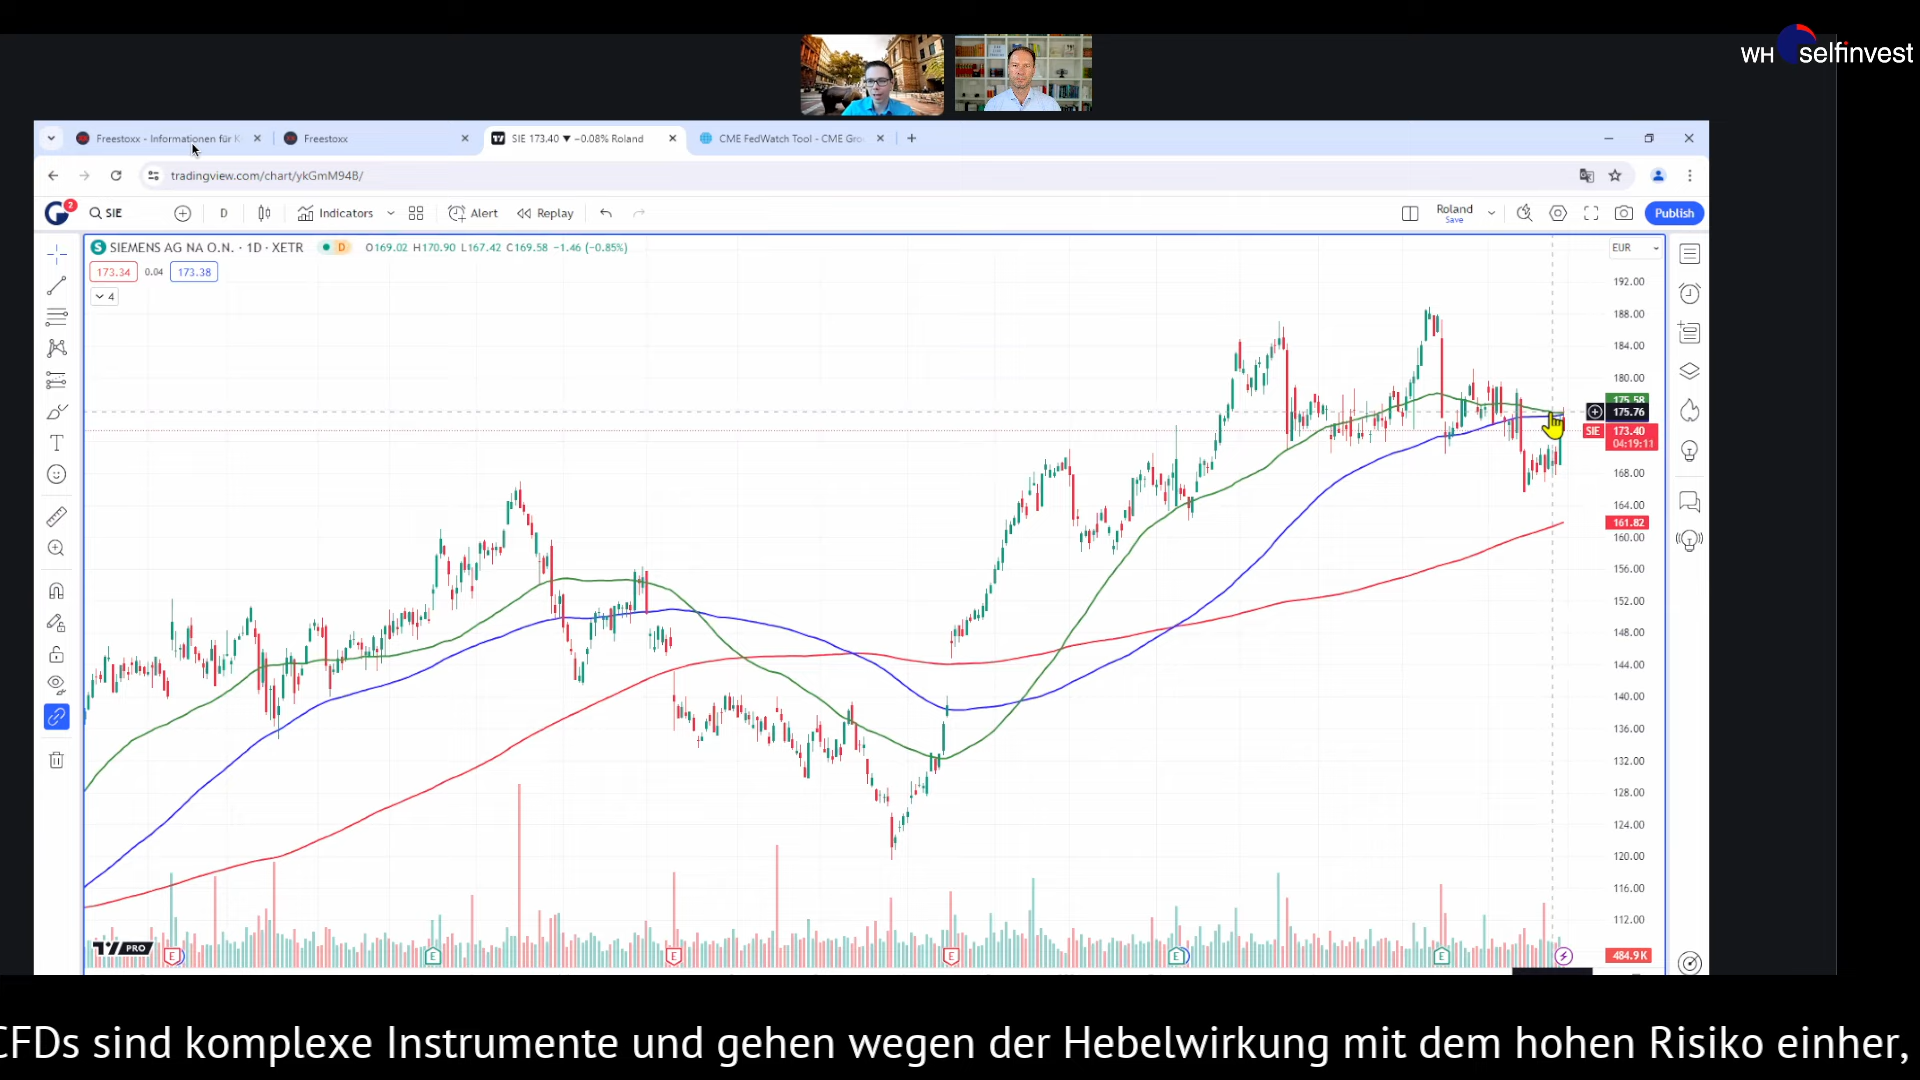 WH selfinvest
Freestoxx - Informationen für K
Freestoxx
SIE 173.40 ▼ −0.08% Roland
CME FedWatch Tool - CME Gro
tradingview.com/chart/ykGmM94B/
2
SIE
D
Indicators
Alert
Replay
Roland
Save
Publish
SIEMENS AG NA O.N. · 1D · XETR
D
O169.02 H170.90 L167.42 C169.58 −1.46 (−0.85%)
EUR
173.34
0.04
173.38
4
192.00
188.00
184.00
180.00
175.58
175.76
SIE
173.40
04:19:11
168.00
164.00
161.82
160.00
156.00
152.00
148.00
144.00
140.00
136.00
132.00
128.00
124.00
120.00
116.00
112.00
484.9K
PRO
E
E
E
E
E
E
CFDs sind komplexe Instrumente und gehen wegen der Hebelwirkung mit dem hohen Risiko einher,